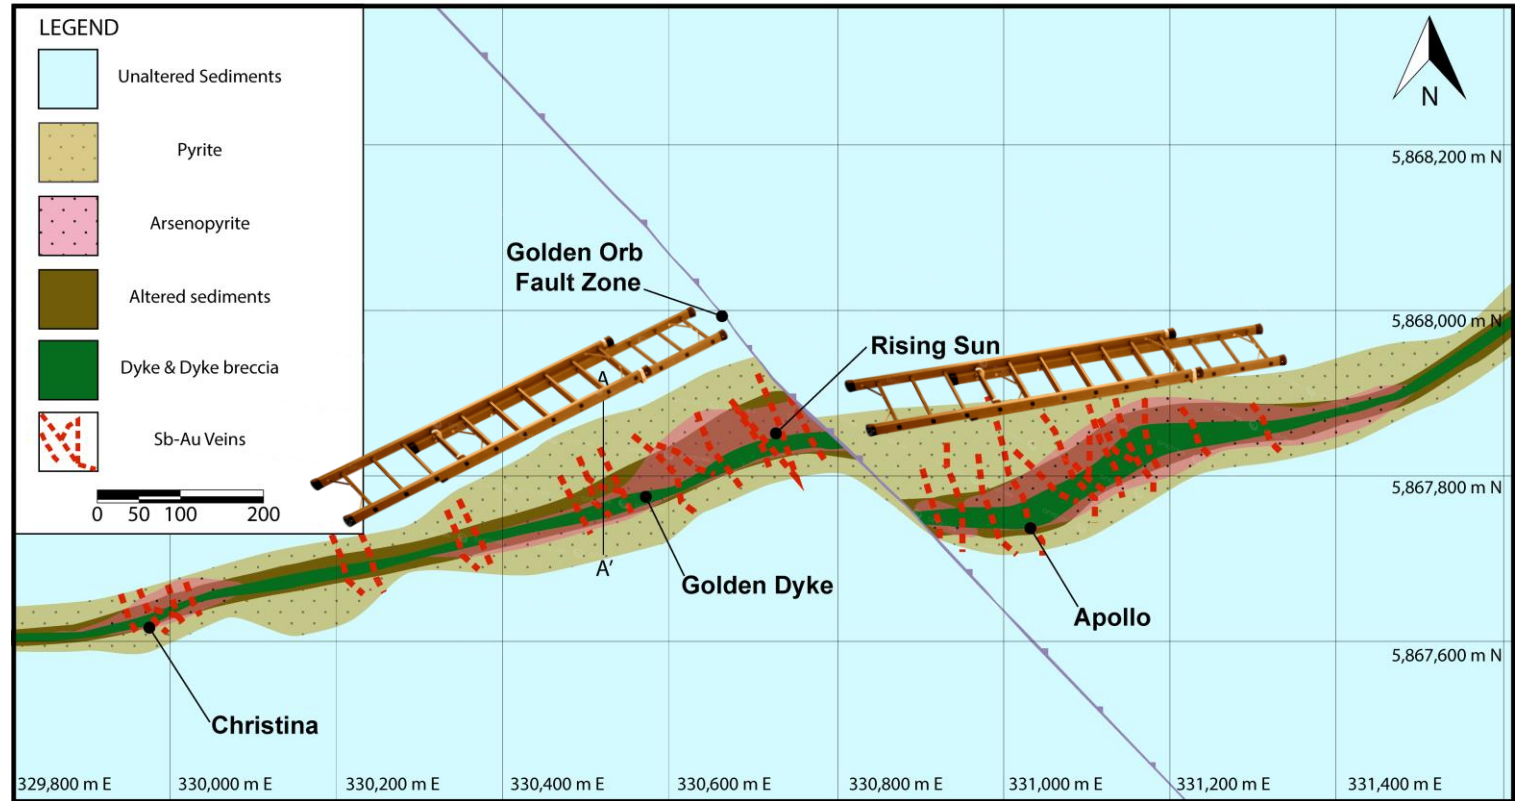 LEGEND
Unaltered Sediments
Pyrite
Arsenopyrite
Altered sediments
Dyke & Dyke breccia
Sb-Au Veins
0 50 100 200
N
5,868,200 m N
Golden Orb
Fault Zone
5,868,000 m N
Rising Sun
A
5,867,800 m N
A'
Golden Dyke
Apollo
5,867,600 m N
Christina
329,800 m E 330,000 m E 330,200 m E 330,400 m E 330,600 m E 330,800 m E 331,000 m E 331,200 m E 331,400 m E